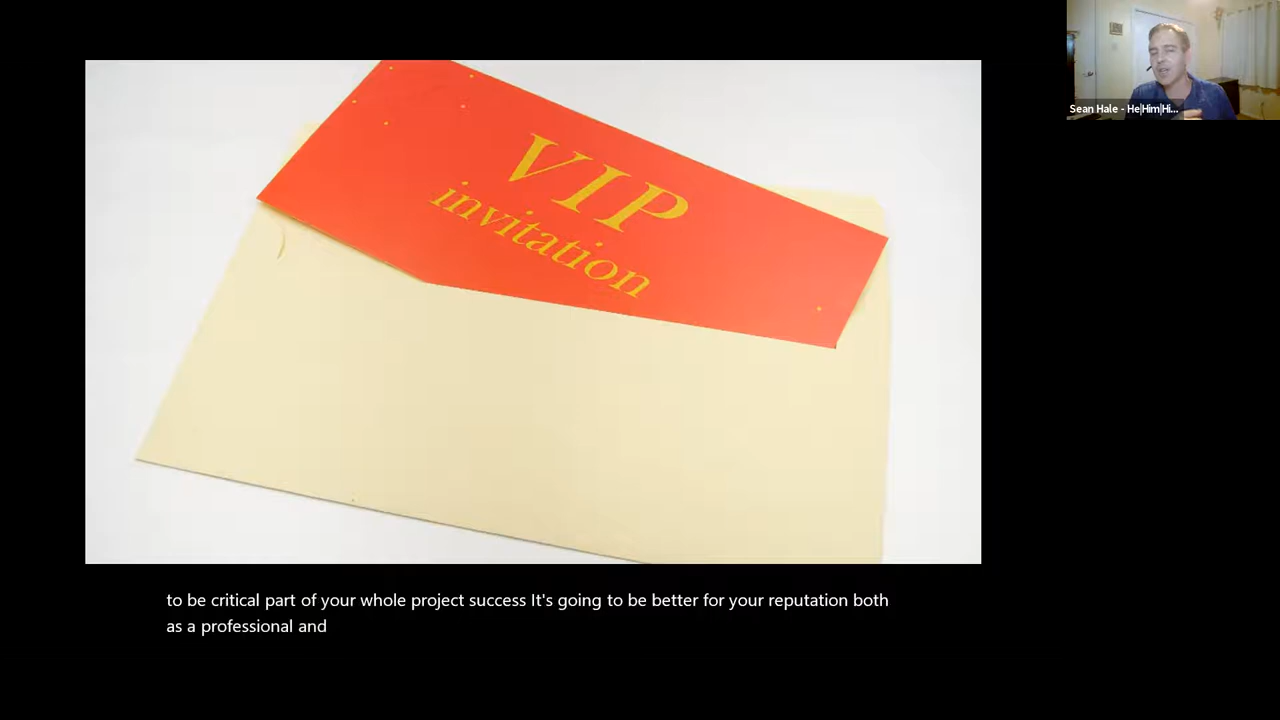 Sean Hale - He|Him|Hi...
VIP
invitation
to be critical part of your whole project success It's going to be better for your reputation both
as a professional and